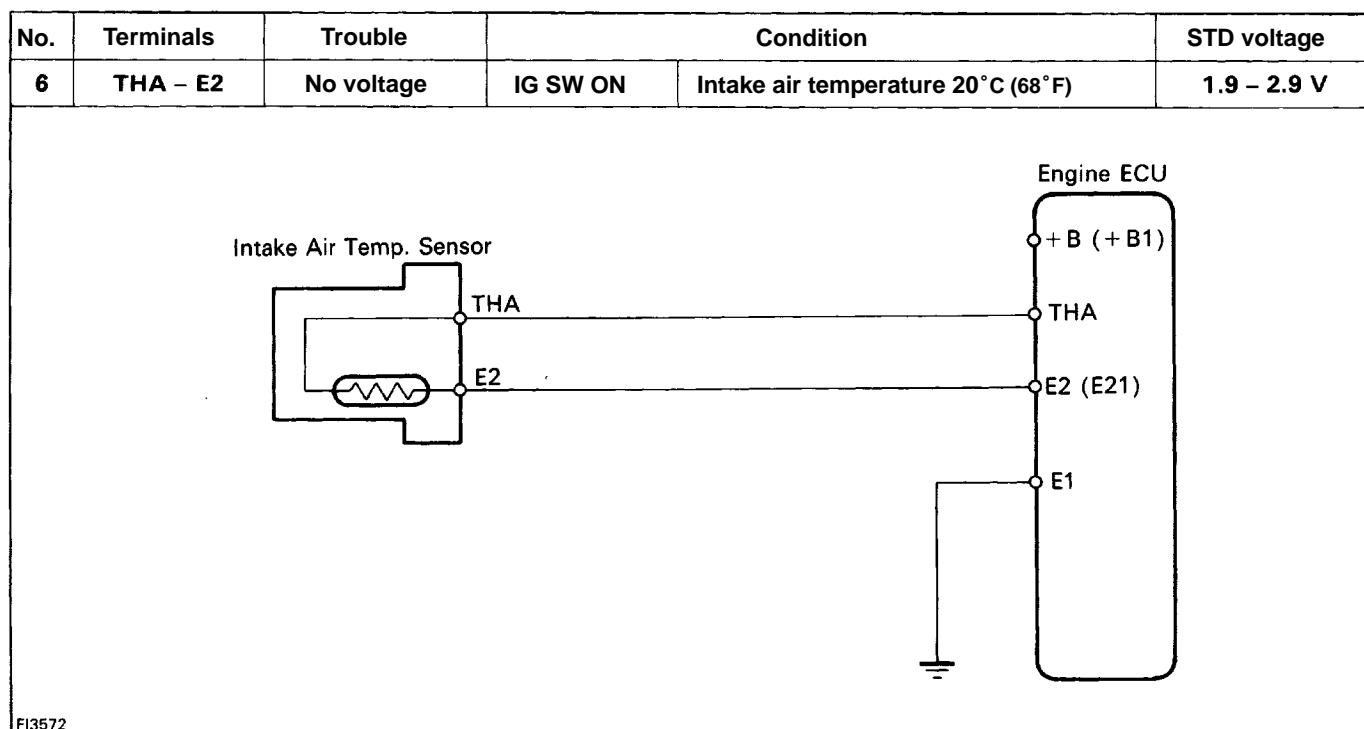 No. Terminals Trouble Condition STD voltage
6 THA – E2 No voltage IG SW ON Intake air temperature 20°C (68°F) 1.9 – 2.9 V
Engine ECU
+B (+B1)
Intake Air Temp. Sensor
THA THA
E2 E2 (E21)
E1
FI3572